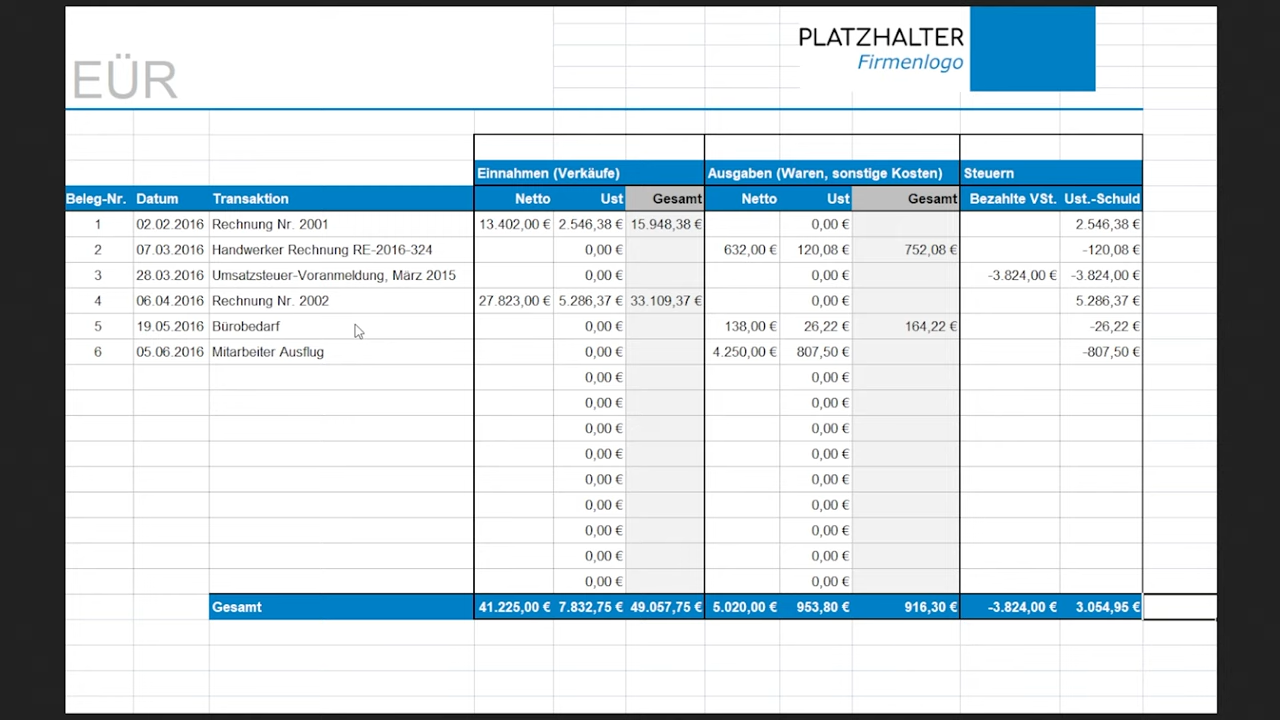 PLATZHALTER
Firmenlogo
EÜR
Einnahmen (Verkäufe) Ausgaben (Waren, sonstige Kosten) Steuern
Beleg-Nr. Datum Transaktion Netto Ust Gesamt Netto Ust Gesamt Bezahlte VSt. Ust.-Schuld
1 02.02.2016 Rechnung Nr. 2001 13.402,00 € 2.546,38 € 15.948,38 € 0,00 € 2.546,38 €
2 07.03.2016 Handwerker Rechnung RE-2016-324 0,00 € 632,00 € 120,08 € 752,08 € -120,08 €
3 28.03.2016 Umsatzsteuer-Voranmeldung, März 2015 0,00 € 0,00 € -3.824,00 € -3.824,00 €
4 06.04.2016 Rechnung Nr. 2002 27.823,00 € 5.286,37 € 33.109,37 € 0,00 € 5.286,37 €
5 19.05.2016 Bürobedarf 0,00 € 138,00 € 26,22 € 164,22 € -26,22 €
6 05.06.2016 Mitarbeiter Ausflug 0,00 € 4.250,00 € 807,50 € -807,50 €
0,00 € 0,00 €
0,00 € 0,00 €
0,00 € 0,00 €
0,00 € 0,00 €
0,00 € 0,00 €
0,00 € 0,00 €
0,00 € 0,00 €
0,00 € 0,00 €
0,00 € 0,00 €
Gesamt 41.225,00 € 7.832,75 € 49.057,75 € 5.020,00 € 953,80 € 916,30 € -3.824,00 € 3.054,95 €